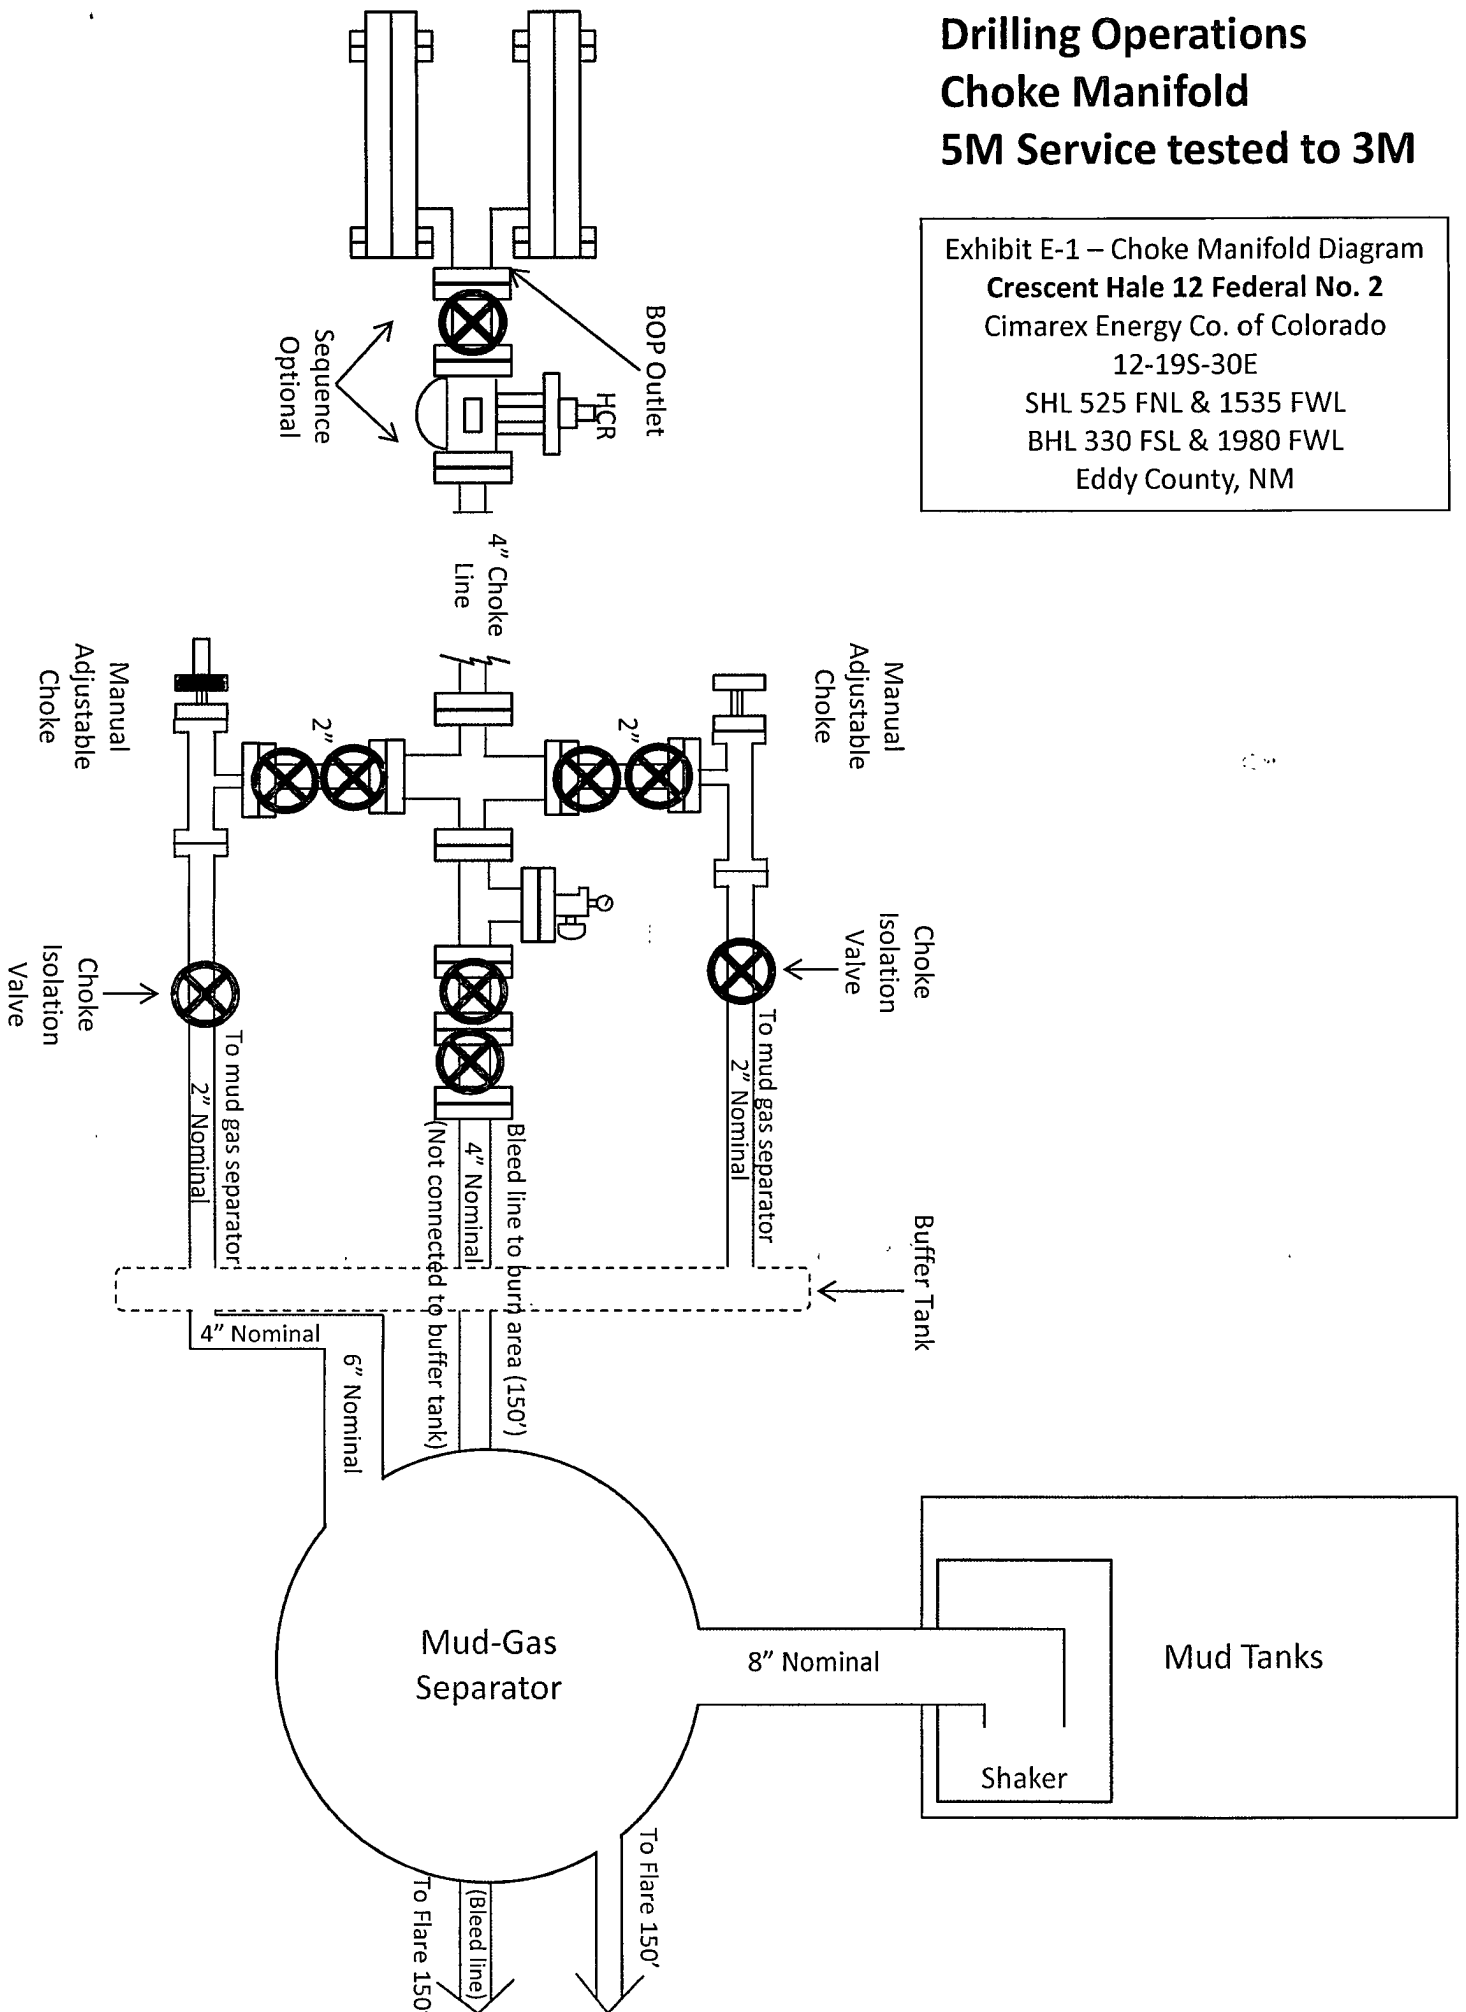 Drilling Operations
Choke Manifold
5M Service tested to 3M
Exhibit E-1 – Choke Manifold Diagram
Crescent Hale 12 Federal No. 2
Cimarex Energy Co. of Colorado
12-19S-30E
SHL 525 FNL & 1535 FWL
BHL 330 FSL & 1980 FWL
Eddy County, NM
BOP Outlet
HCR
Sequence
Optional
4” Choke
Line
Manual
Adjustable
Choke
Manual
Adjustable
Choke
2”
2”
Choke
Isolation
Valve
Choke
Isolation
Valve
To mud gas separator
2” Nominal
To mud gas separator
2” Nominal
Bleed line to burn area (150’)
4” Nominal
(Not connected to buffer tank)
Buffer Tank
4” Nominal
6” Nominal
Mud-Gas
Separator
8” Nominal
Mud Tanks
Shaker
To Flare 150’
(Bleed line)
To Flare 150’